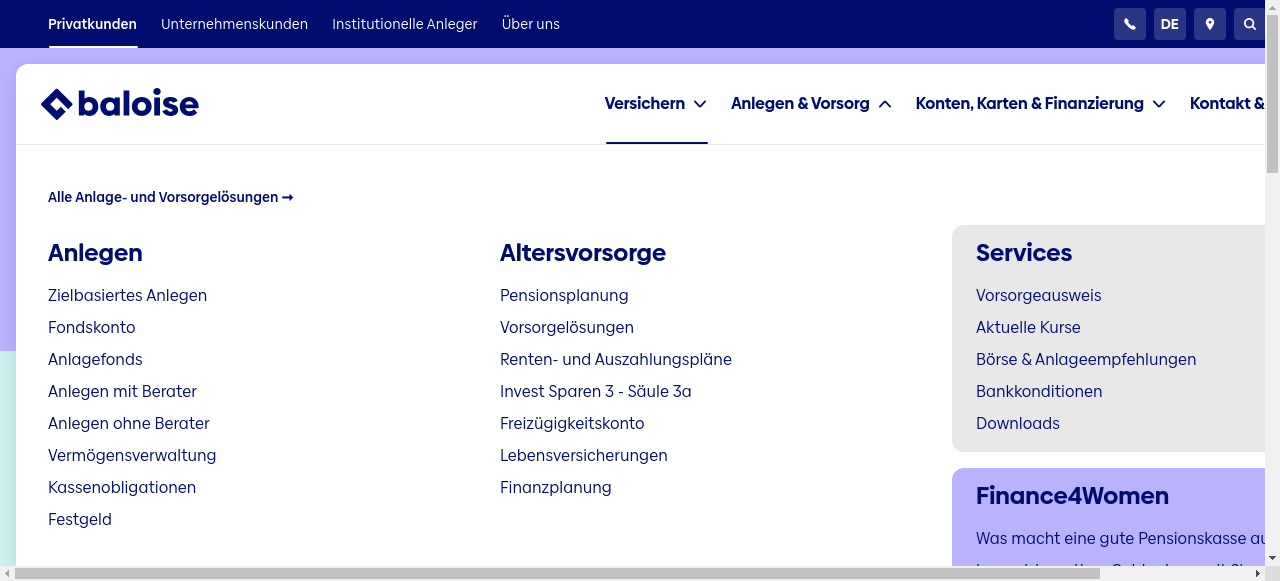 Privatkunden Unternehmenskunden Institutionelle Anleger Über uns DE
baloise Versichern Anlegen & Vorsorg Konten, Karten & Finanzierung Kontakt &
Alle Anlage- und Vorsorgelösungen →
Anlegen
Zielbasiertes Anlegen
Fondskonto
Anlagefonds
Anlegen mit Berater
Anlegen ohne Berater
Vermögensverwaltung
Kassenobligationen
Festgeld
Altersvorsorge
Pensionsplanung
Vorsorgelösungen
Renten- und Auszahlungspläne
Invest Sparen 3 - Säule 3a
Freizügigkeitskonto
Lebensversicherungen
Finanzplanung
Services
Vorsorgeausweis
Aktuelle Kurse
Börse & Anlageempfehlungen
Bankkonditionen
Downloads
Finance4Women
Was macht eine gute Pensionskasse